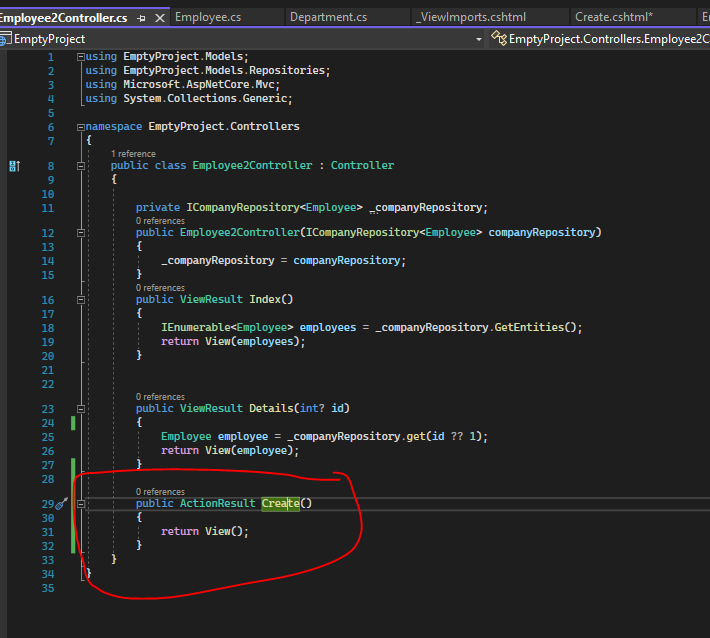 Employee2Controller.cs Employee.cs Department.cs _ViewImports.cshtml Create.cshtml* E
EmptyProject EmptyProject.Controllers.Employee2C
1 using EmptyProject.Models;
2 using EmptyProject.Models.Repositories;
3 using Microsoft.AspNetCore.Mvc;
4 using System.Collections.Generic;
5
6 namespace EmptyProject.Controllers
7 {
1 reference
8 public class Employee2Controller : Controller
9 {
10
11 private ICompanyRepository<Employee> _companyRepository;
0 references
12 public Employee2Controller(ICompanyRepository<Employee> companyRepository)
13 {
14 _companyRepository = companyRepository;
15 }
0 references
16 public ViewResult Index()
17 {
18 IEnumerable<Employee> employees = _companyRepository.GetEntities();
19 return View(employees);
20 }
21
22
0 references
23 public ViewResult Details(int? id)
24 {
25 Employee employee = _companyRepository.get(id ?? 1);
26 return View(employee);
27 }
28
0 references
29 public ActionResult Create()
30 {
31 return View();
32 }
33 }
34 }
35